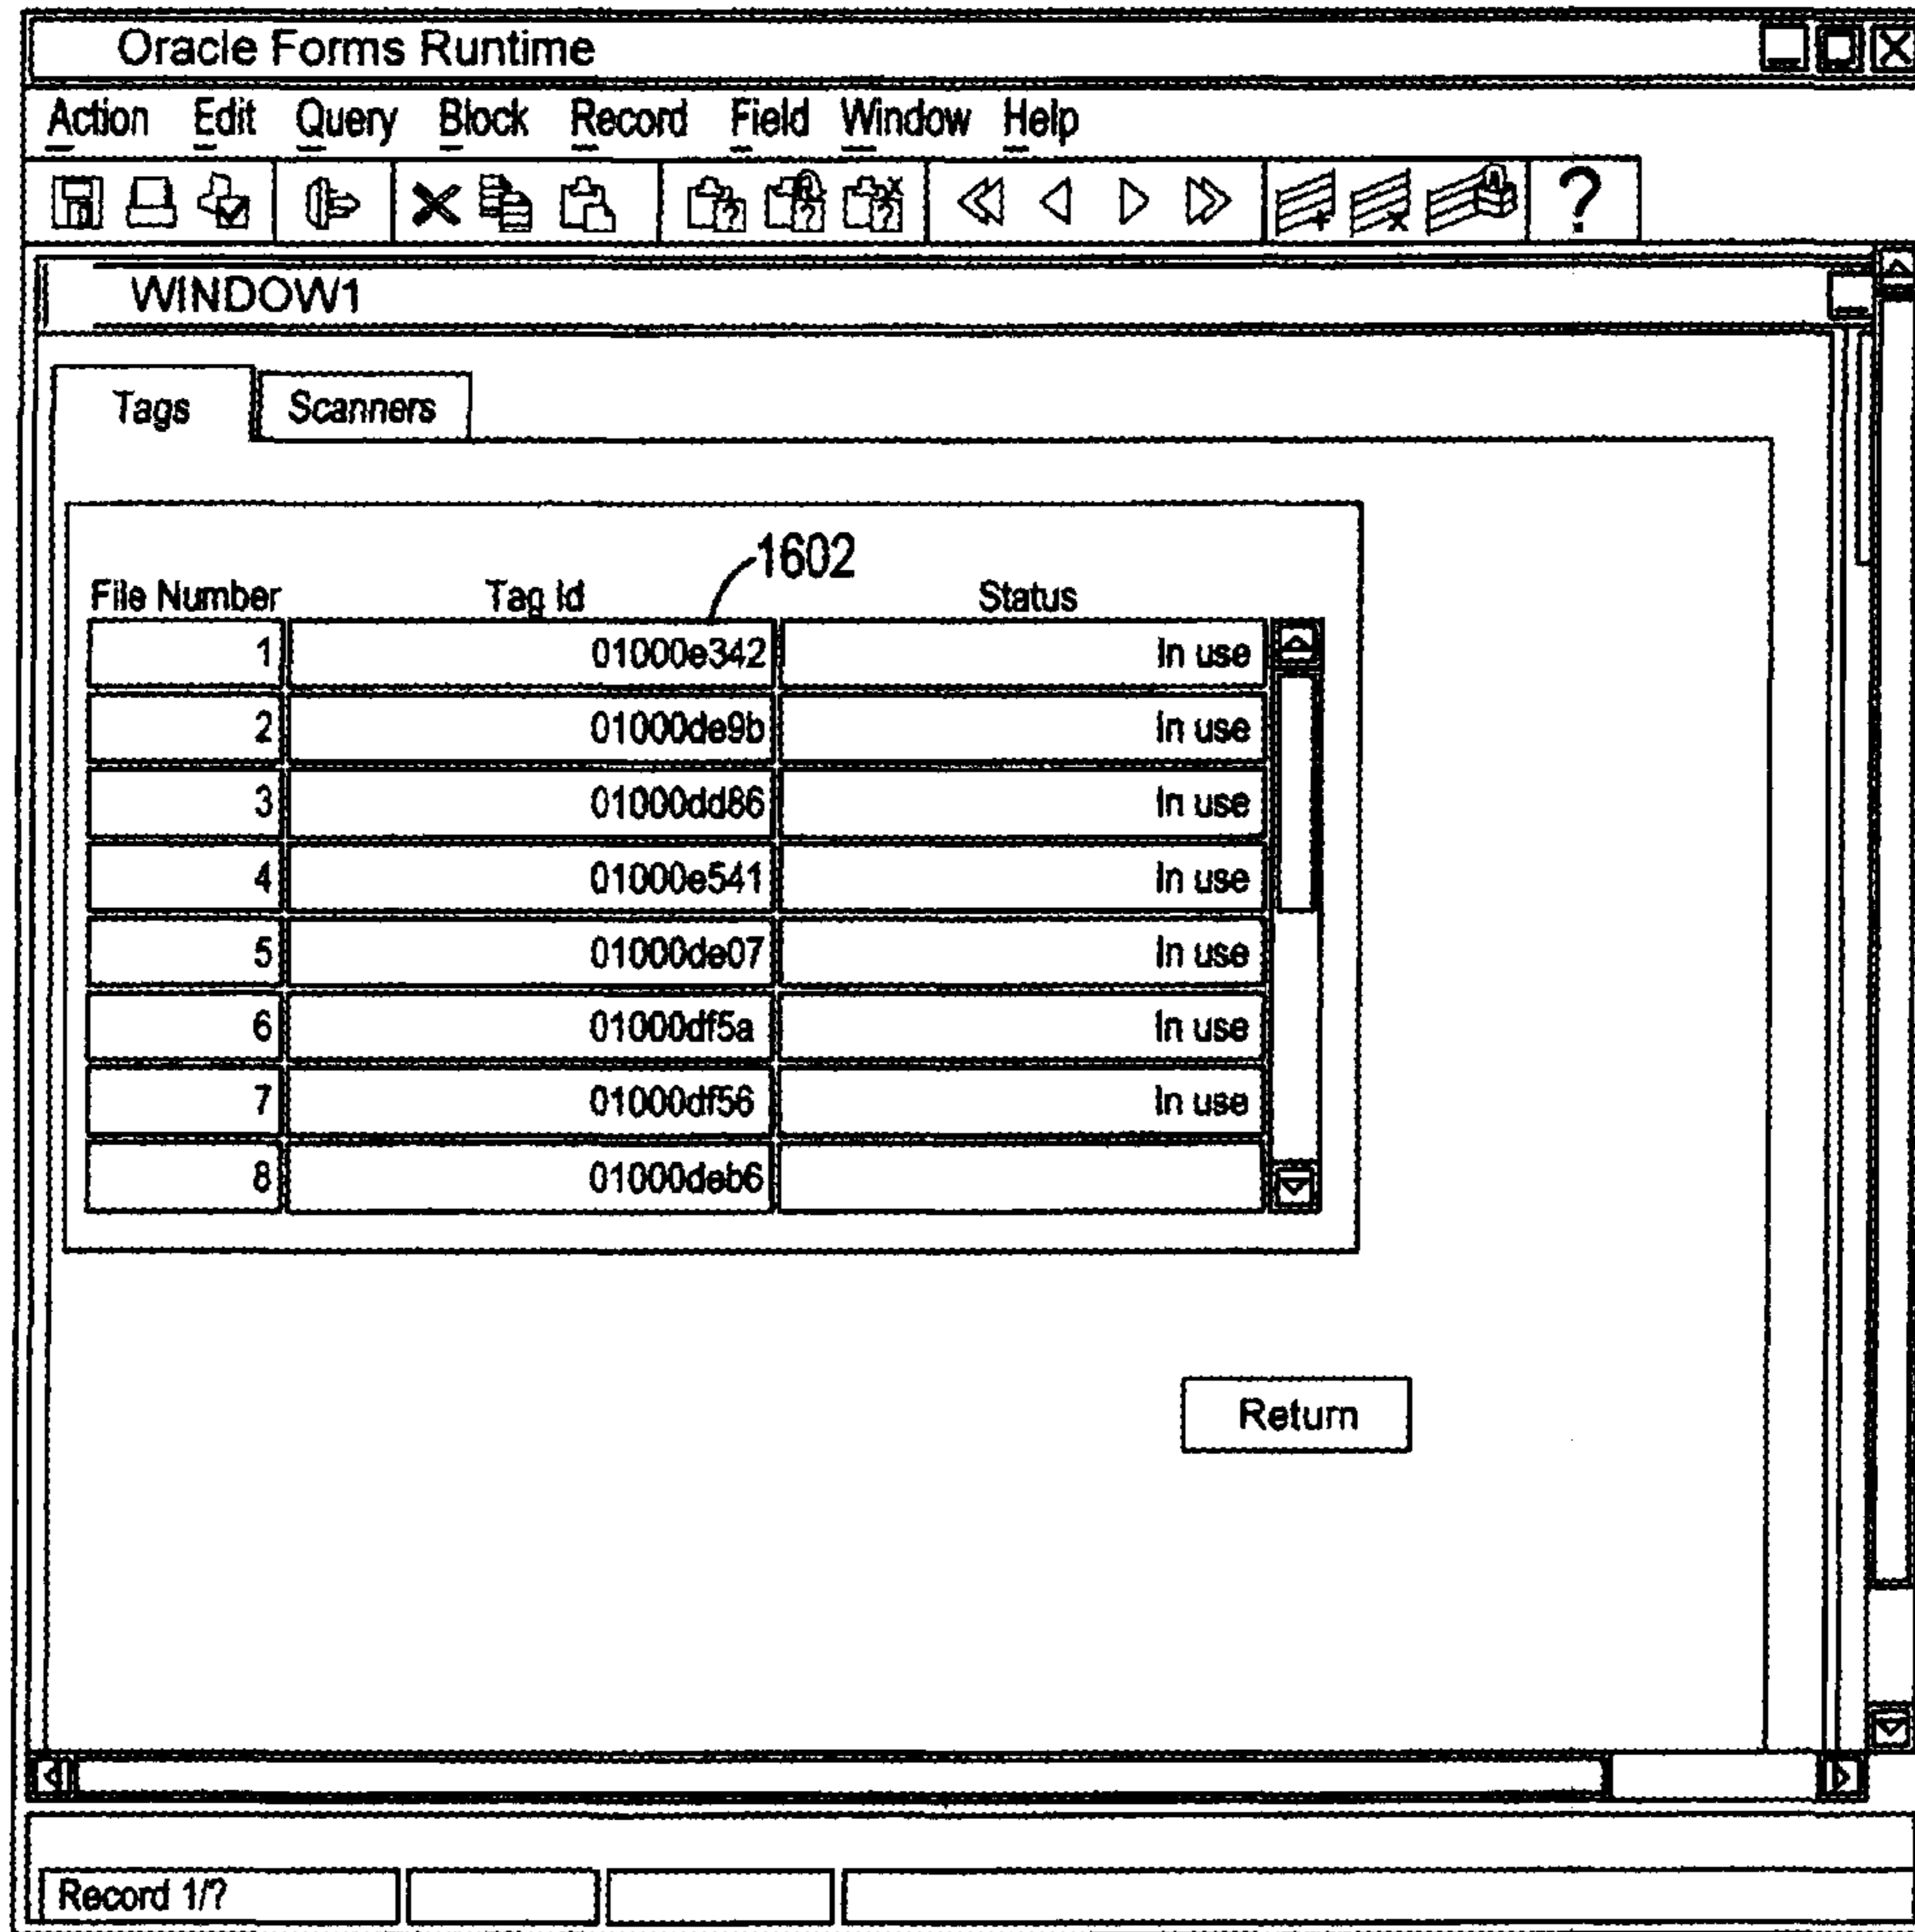 Oracle Forms Runtime
Action Edit Query Block Record Field Window Help
?
WINDOW1
Tags Scanners
1602
File Number Tag Id Status
1 01000e342 In use
2 01000de9b In use
3 01000dd86 In use
4 01000e541 In use
5 01000de07 In use
6 01000df5a In use
7 01000df56 In use
8 01000deb6
Return
Record 1/?